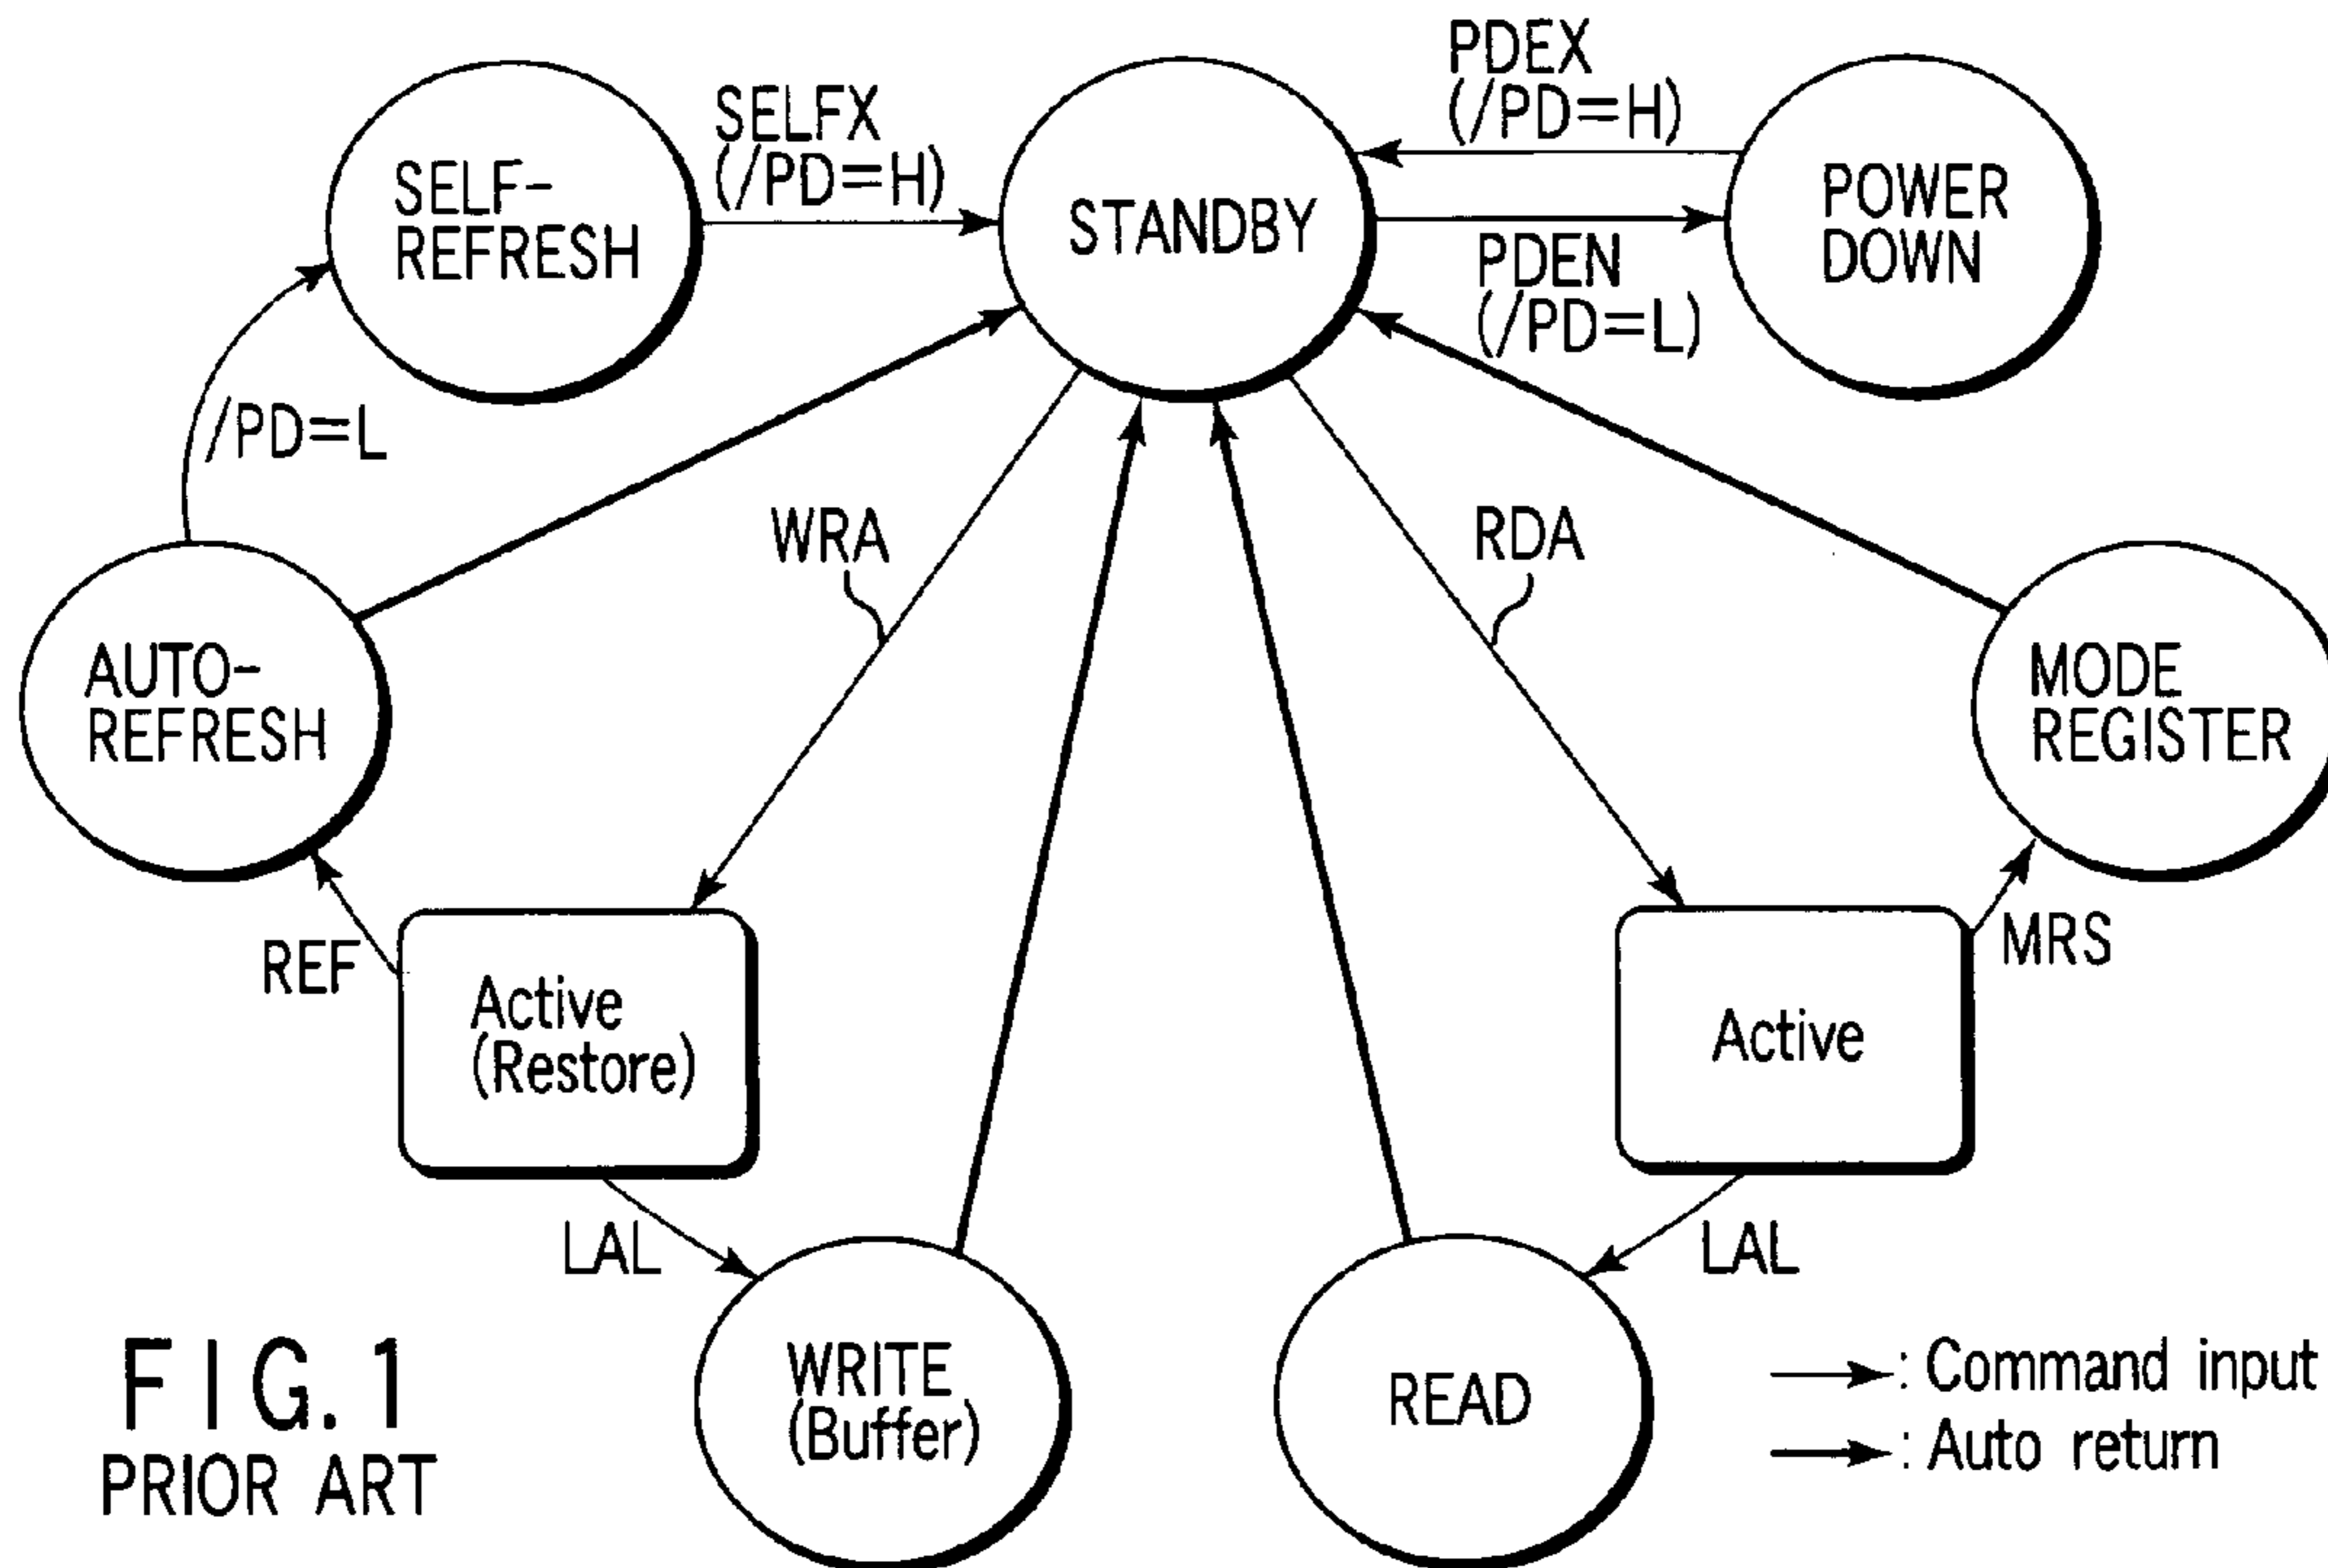 PDEX
(/PD=H)
SELFX
(/PD=H)
SELF-
REFRESH
STANDBY
POWER
DOWN
PDEN
(/PD=L)
/PD=L
WRA
RDA
AUTO-
REFRESH
MODE
REGISTER
REF
Active
(Restore)
Active
MRS
LAL
LAL
WRITE
(Buffer)
READ
: Command input
: Auto return
FIG. 1
PRIOR ART